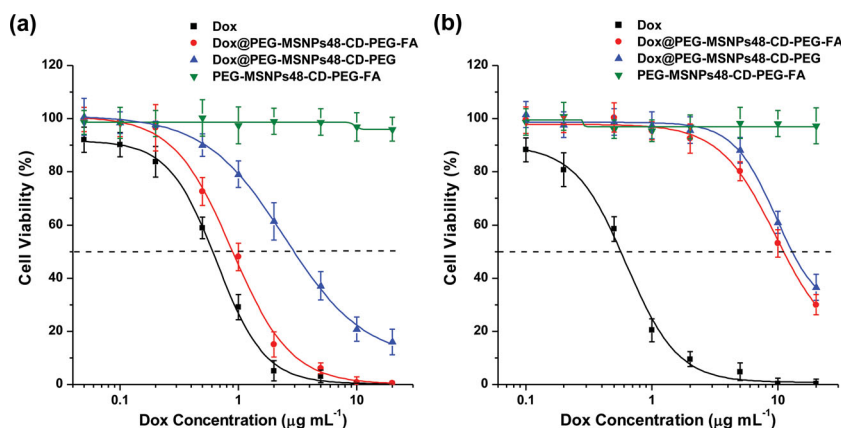 (a)
Dox
Dox@PEG-MSNPs48-CD-PEG-FA
Dox@PEG-MSNPs48-CD-PEG
PEG-MSNPs48-CD-PEG-FA
120
100
80
60
40
20
0
Cell Viability (%)
0.1 1 10
Dox Concentration (μg mL⁻¹)
(b)
Dox
Dox@PEG-MSNPs48-CD-PEG-FA
Dox@PEG-MSNPs48-CD-PEG
PEG-MSNPs48-CD-PEG-FA
120
100
80
60
40
20
0
Cell Viability (%)
0.1 1 10
Dox Concentration (μg mL⁻¹)